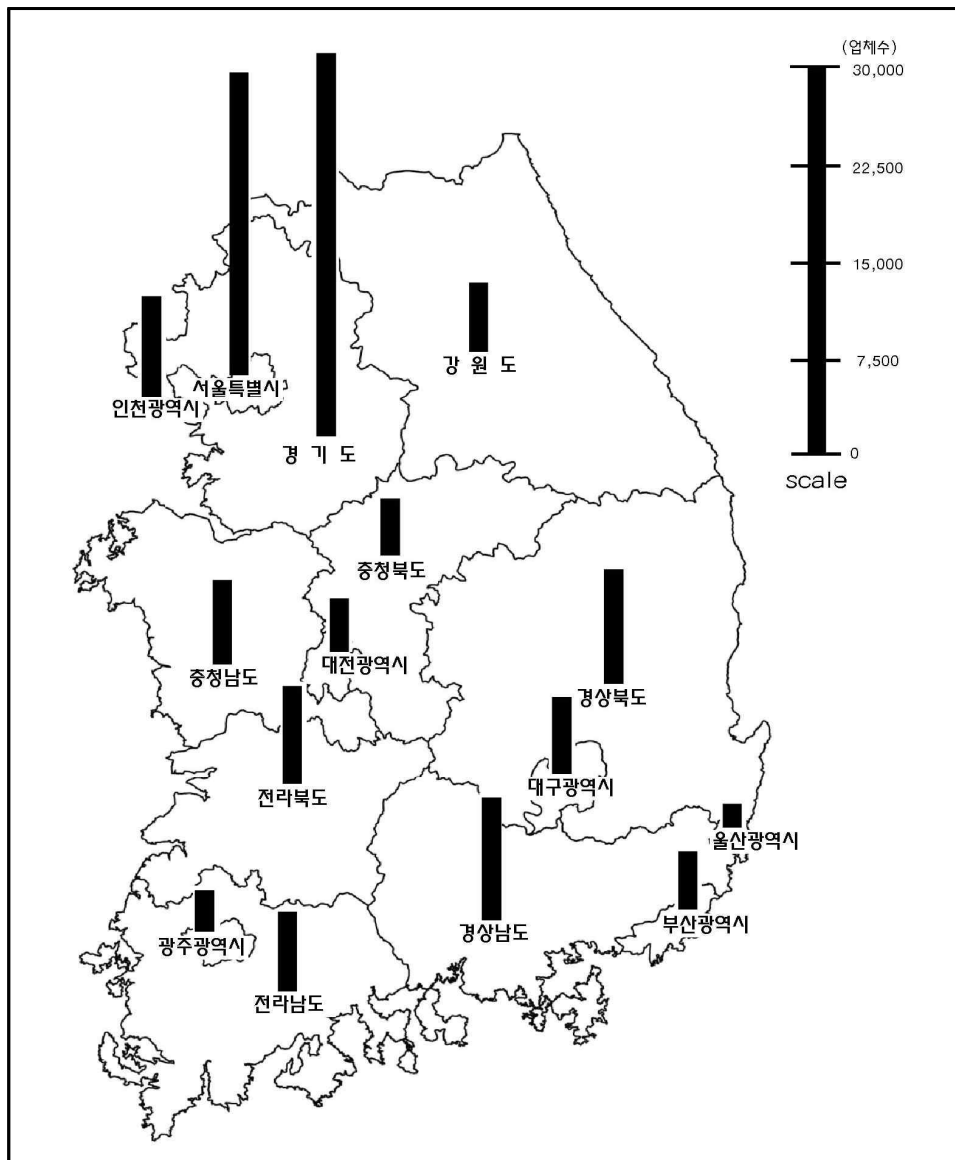 (업체수)
30,000
22,500
15,000
7,500
0
scale
강 원 도
서울특별시
인천광역시
경 기 도
충청북도
대전광역시
충청남도
경상북도
대구광역시
전라북도
울산광역시
부산광역시
경상남도
광주광역시
전라남도